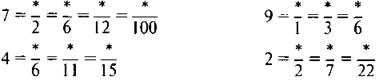 7 = */2 = */6 = */12 = */100
9 = */1 = */3 = */6
4 = */6 = */11 = */15
2 = */2 = */7 = */22